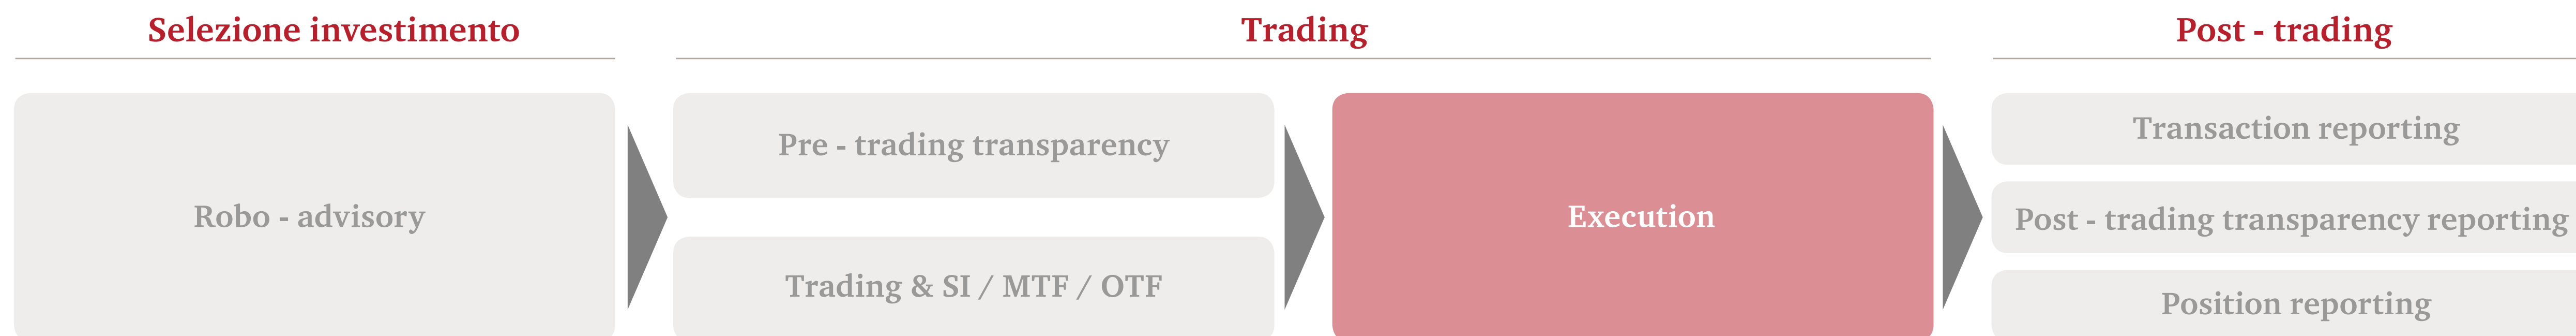 Selezione investimento
Trading
Post - trading
Robo - advisory
Pre - trading transparency
Trading & SI / MTF / OTF
Execution
Transaction reporting
Post - trading transparency reporting
Position reporting